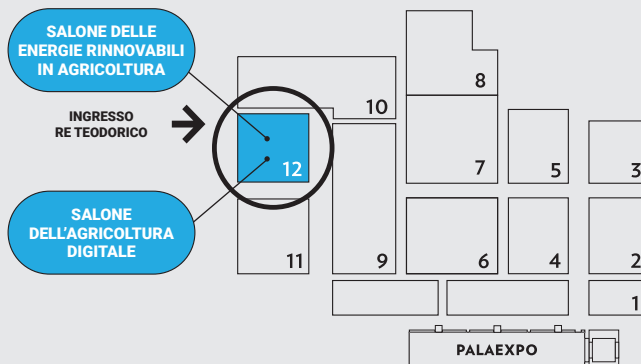 SALONE DELLE
ENERGIE RINNOVABILI
IN AGRICOLTURA
INGRESSO
RE TEODORICO
SALONE
DELL'AGRICOLTURA
DIGITALE
8
10
12
7
5
3
11
9
6
4
2
1
PALAEXPO